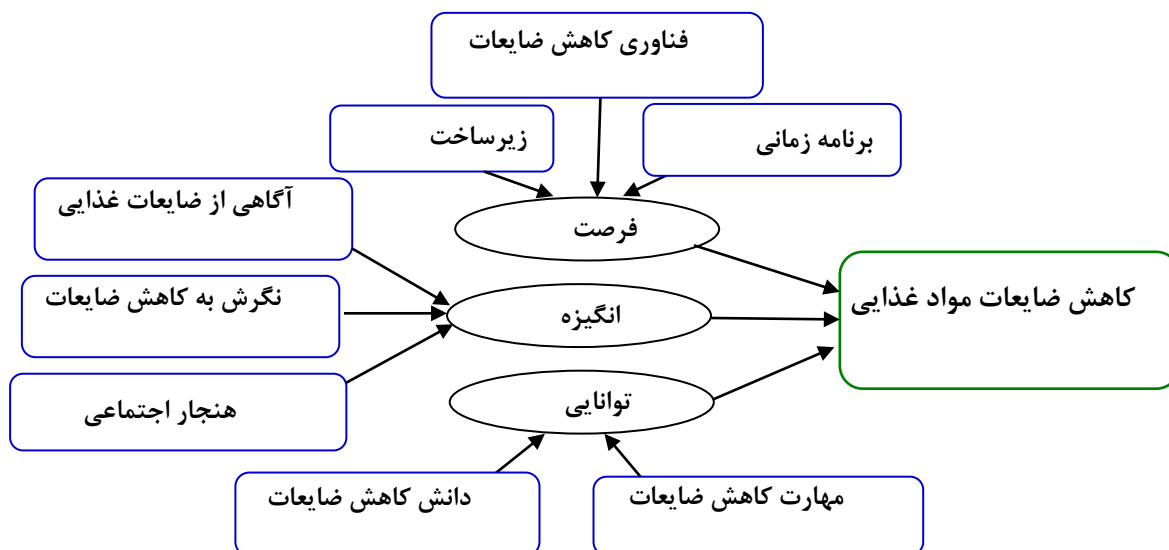 فناوری کاهش ضایعات
زیرساخت
برنامه زمانی
آگاهی از ضایعات غذایی
فرصت
نگرش به کاهش ضایعات
انگیزه
کاهش ضایعات مواد غذایی
هنجار اجتماعی
توانایی
دانش کاهش ضایعات
مهارت کاهش ضایعات